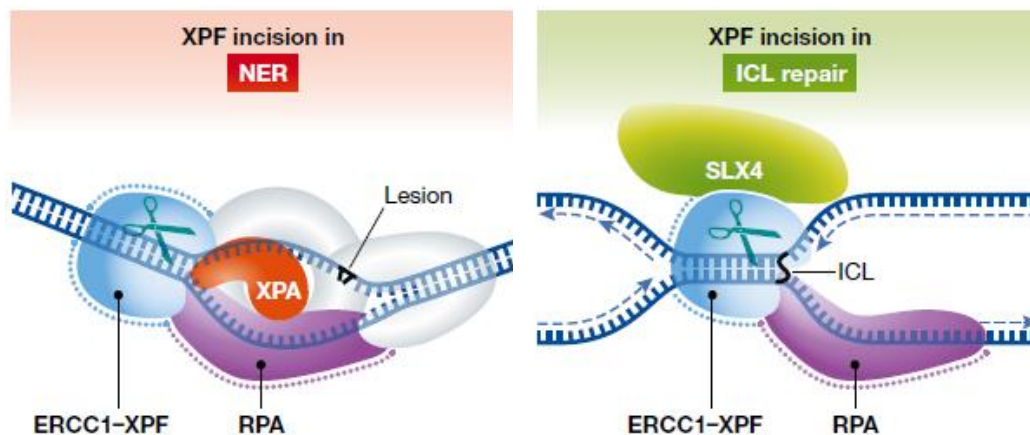 XPF incision in
NER
Lesion
XPA
ERCC1–XPF
RPA
XPF incision in
ICL repair
SLX4
ICL
ERCC1–XPF
RPA